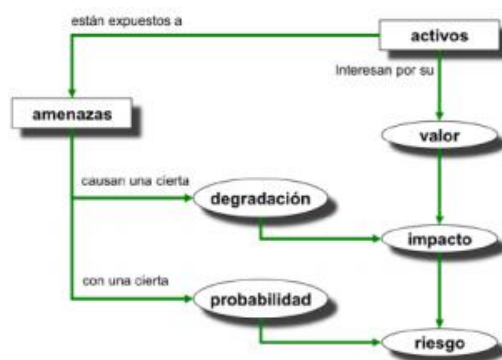 están expuestos a
activos
Interesan por su
amenazas
valor
causan una cierta
degradación
impacto
con una cierta
probabilidad
riesgo